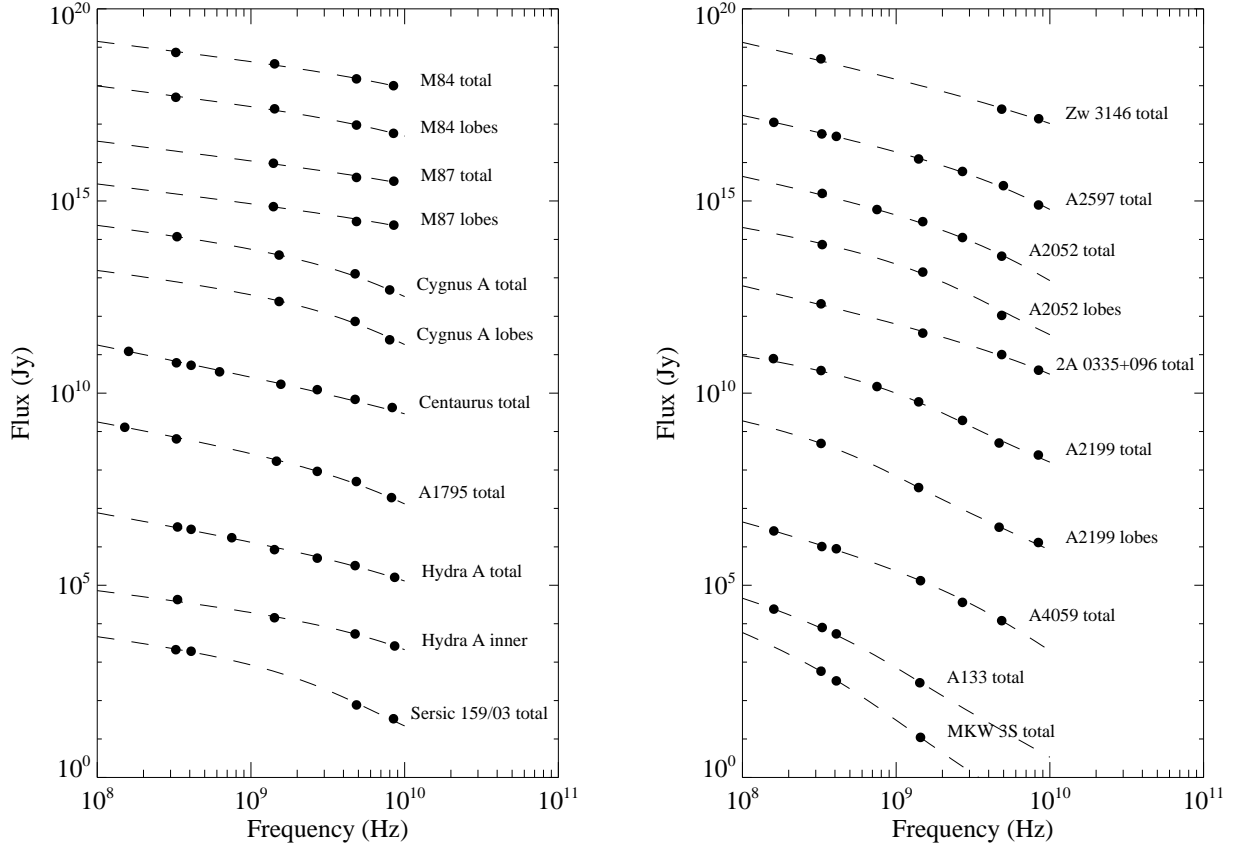 10^20
10^15
10^10
10^5
10^0
Flux (Jy)
M84 total
M84 lobes
M87 total
M87 lobes
Cygnus A total
Cygnus A lobes
Centaurus total
A1795 total
Hydra A total
Hydra A inner
Sersic 159/03 total
10^8
10^9
10^10
10^11
Frequency (Hz)
10^20
10^15
10^10
10^5
10^0
Flux (Jy)
Zw 3146 total
A2597 total
A2052 total
A2052 lobes
2A 0335+096 total
A2199 total
A2199 lobes
A4059 total
A133 total
MKW 3S total
10^8
10^9
10^10
10^11
Frequency (Hz)